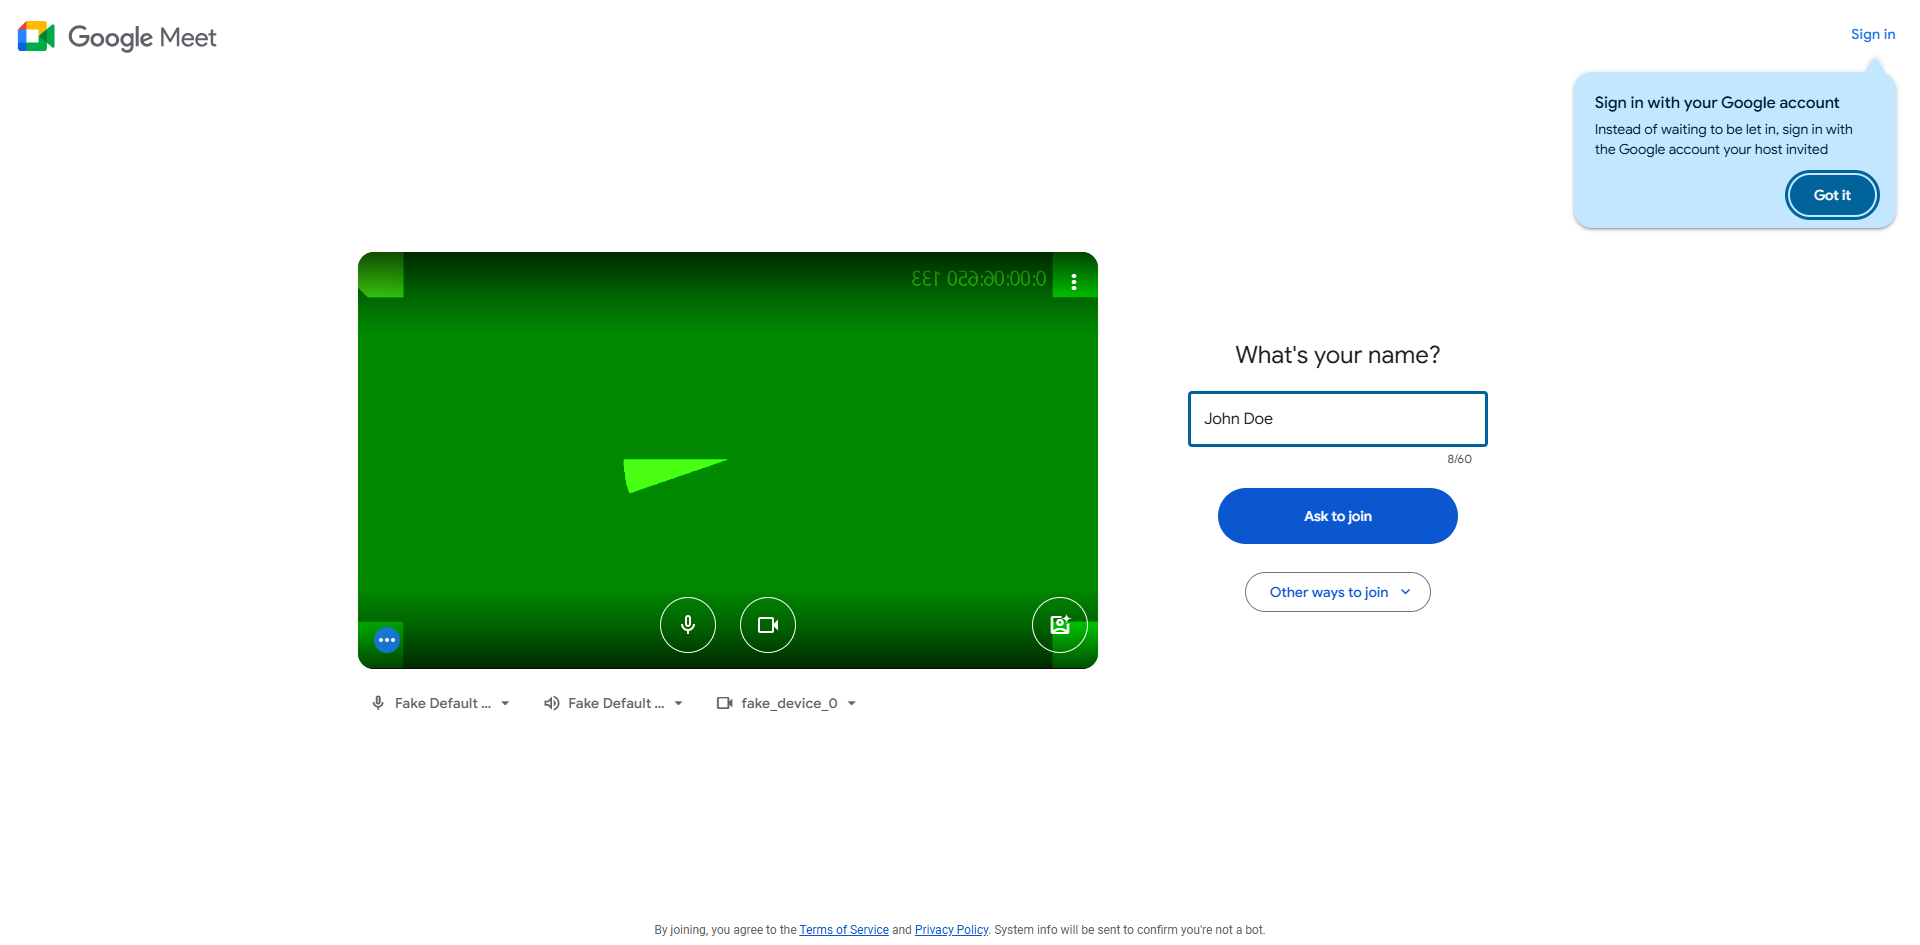 Google Meet
Sign in
Sign in with your Google account
Instead of waiting to be let in, sign in with
the Google account your host invited
Got it
0:00:06:650 133
What's your name?
John Doe
8/60
Ask to join
Other ways to join
Fake Default ...
Fake Default ...
fake_device_0
By joining, you agree to the Terms of Service and Privacy Policy. System info will be sent to confirm you're not a bot.